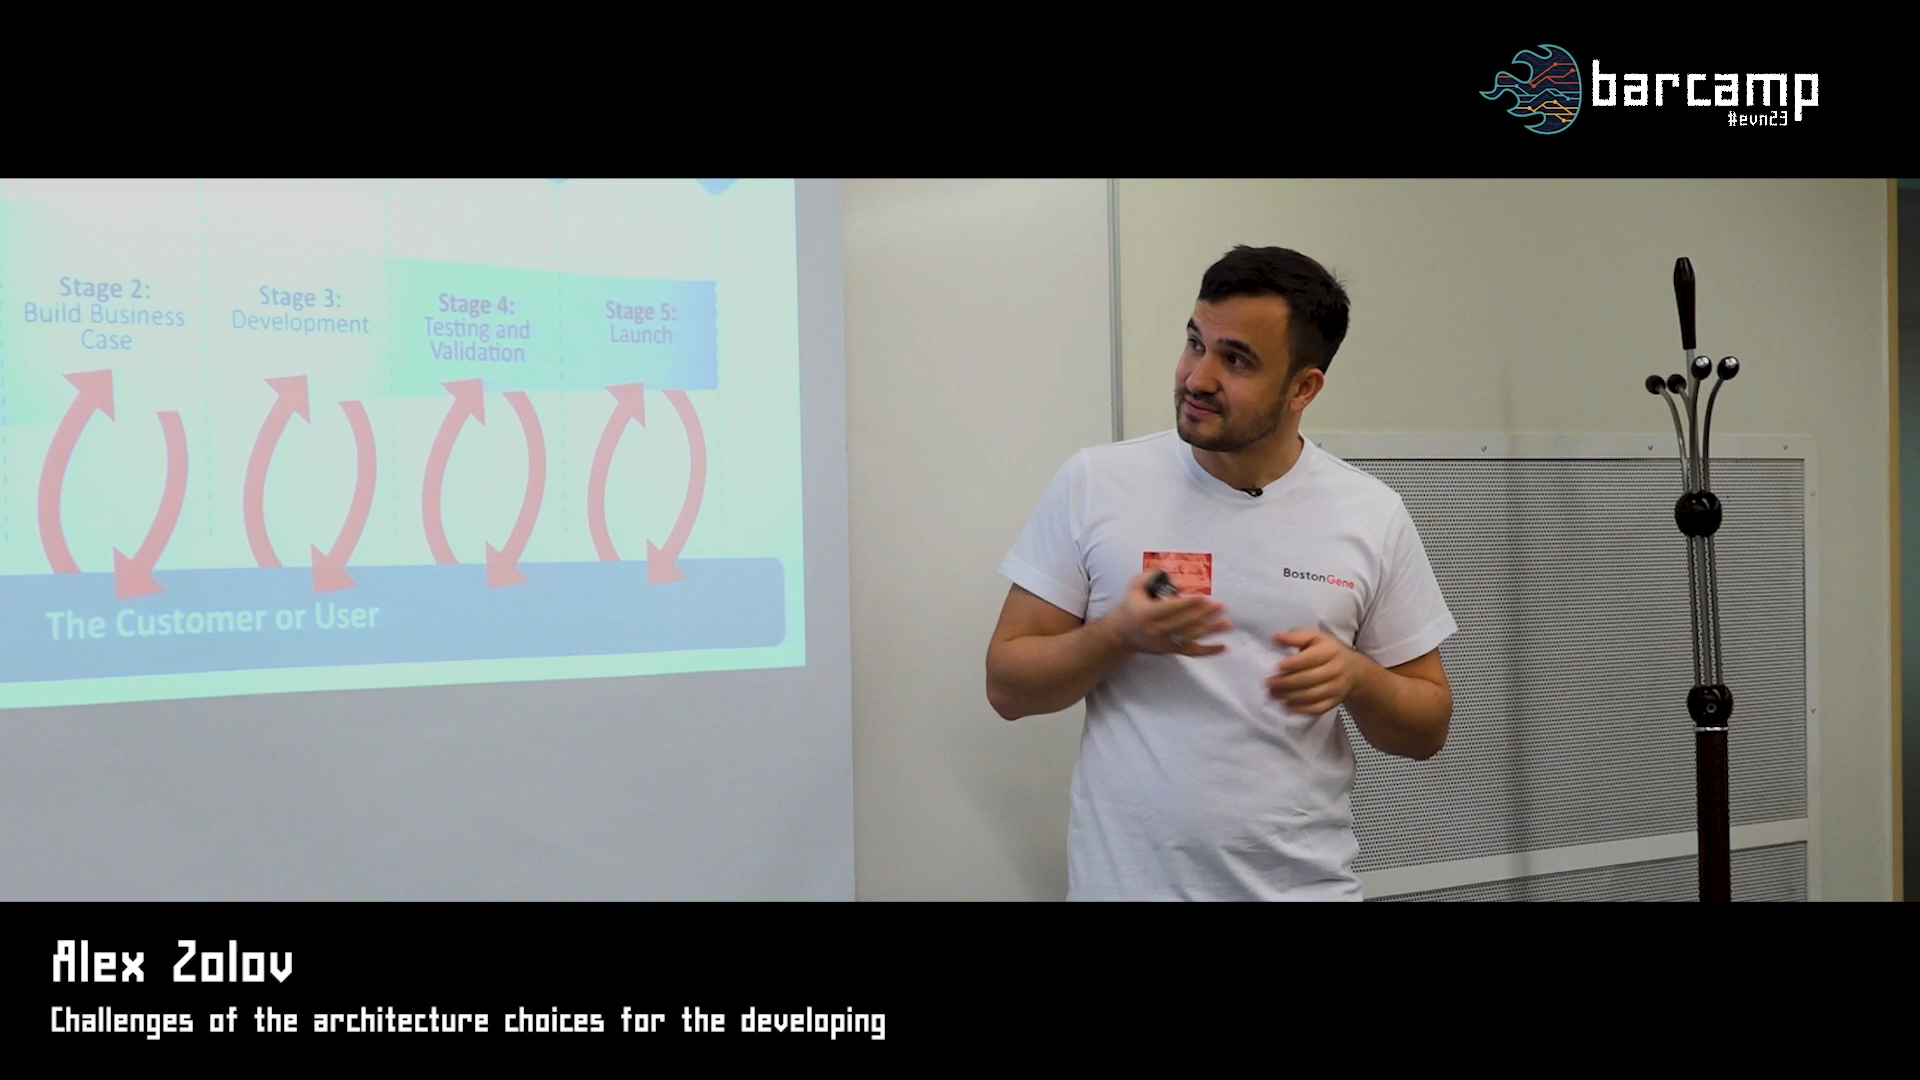 barcamp
#evn23
Stage 2:
Build Business
Case
Stage 3:
Development
Stage 4:
Testing and
Validation
Stage 5:
Launch
The Customer or User
BostonGene
Alex Zolov
Challenges of the architecture choices for the developing